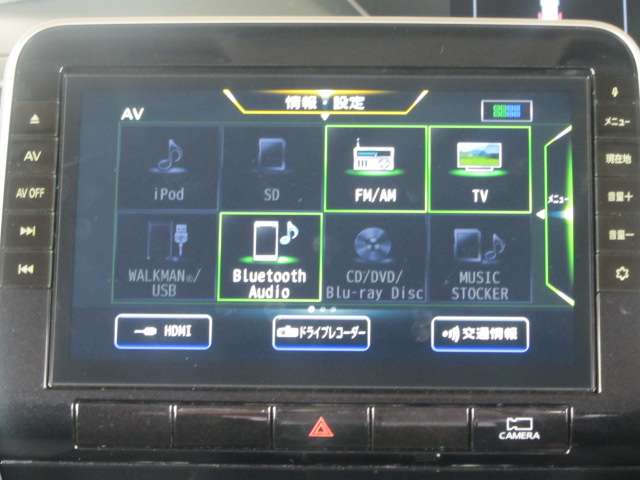 情報・設定
AV
iPod
SD
FM/AM
TV
メニュー
WALKMAN®/
USB
Bluetooth
Audio
CD/DVD/
Blu-ray Disc
MUSIC
STOCKER
HDMI
ドライブレコーダー
交通情報
AV
AV OFF
メニュー
現在地
音量+
音量-
CAMERA